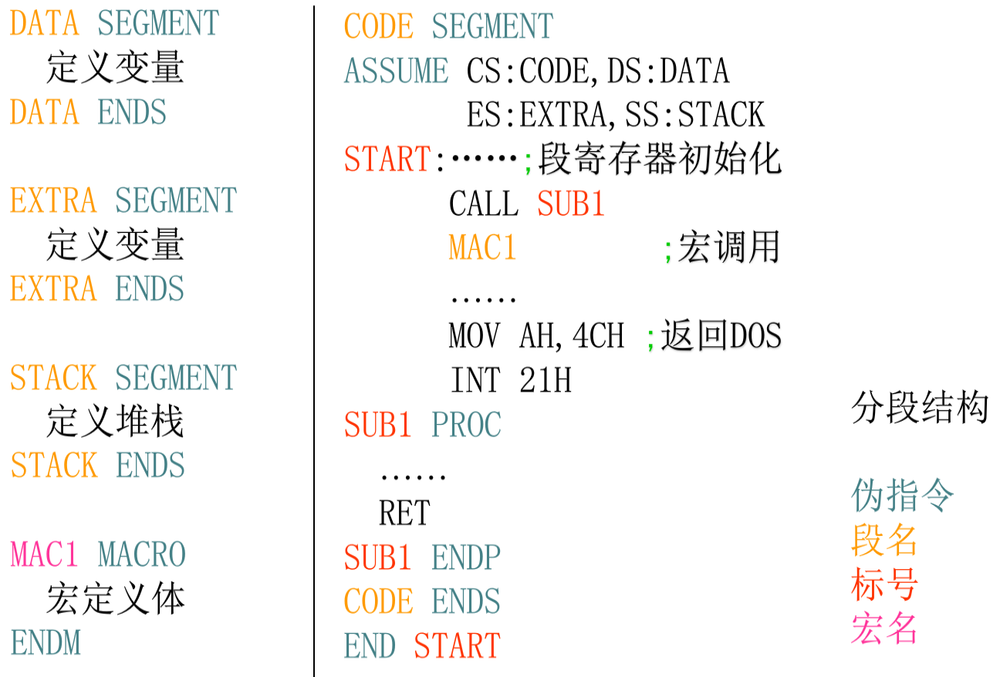 DATA SEGMENT
定义变量
DATA ENDS
EXTRA SEGMENT
定义变量
EXTRA ENDS
STACK SEGMENT
定义堆栈
STACK ENDS
MAC1 MACRO
宏定义体
ENDM
CODE SEGMENT
ASSUME CS:CODE,DS:DATA
ES:EXTRA,SS:STACK
START:……;段寄存器初始化
CALL SUB1
MAC1 ;宏调用
......
MOV AH,4CH ;返回DOS
INT 21H
SUB1 PROC
......
RET
SUB1 ENDP
CODE ENDS
END START
分段结构
伪指令
段名
标号
宏名